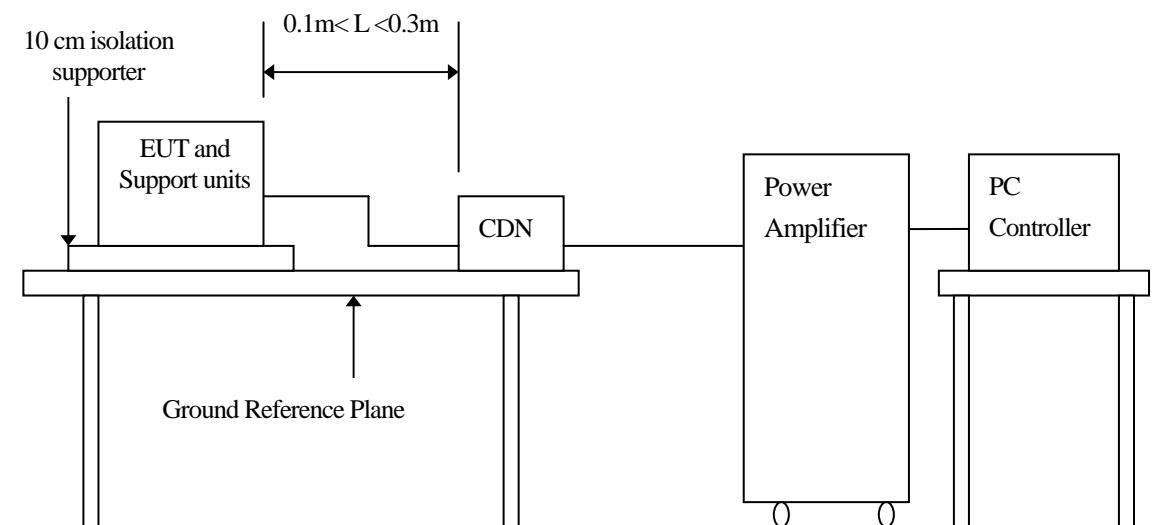 0.1m< L <0.3m
10 cm isolation
supporter
EUT and
Support units
CDN
Power
Amplifier
PC
Controller
Ground Reference Plane